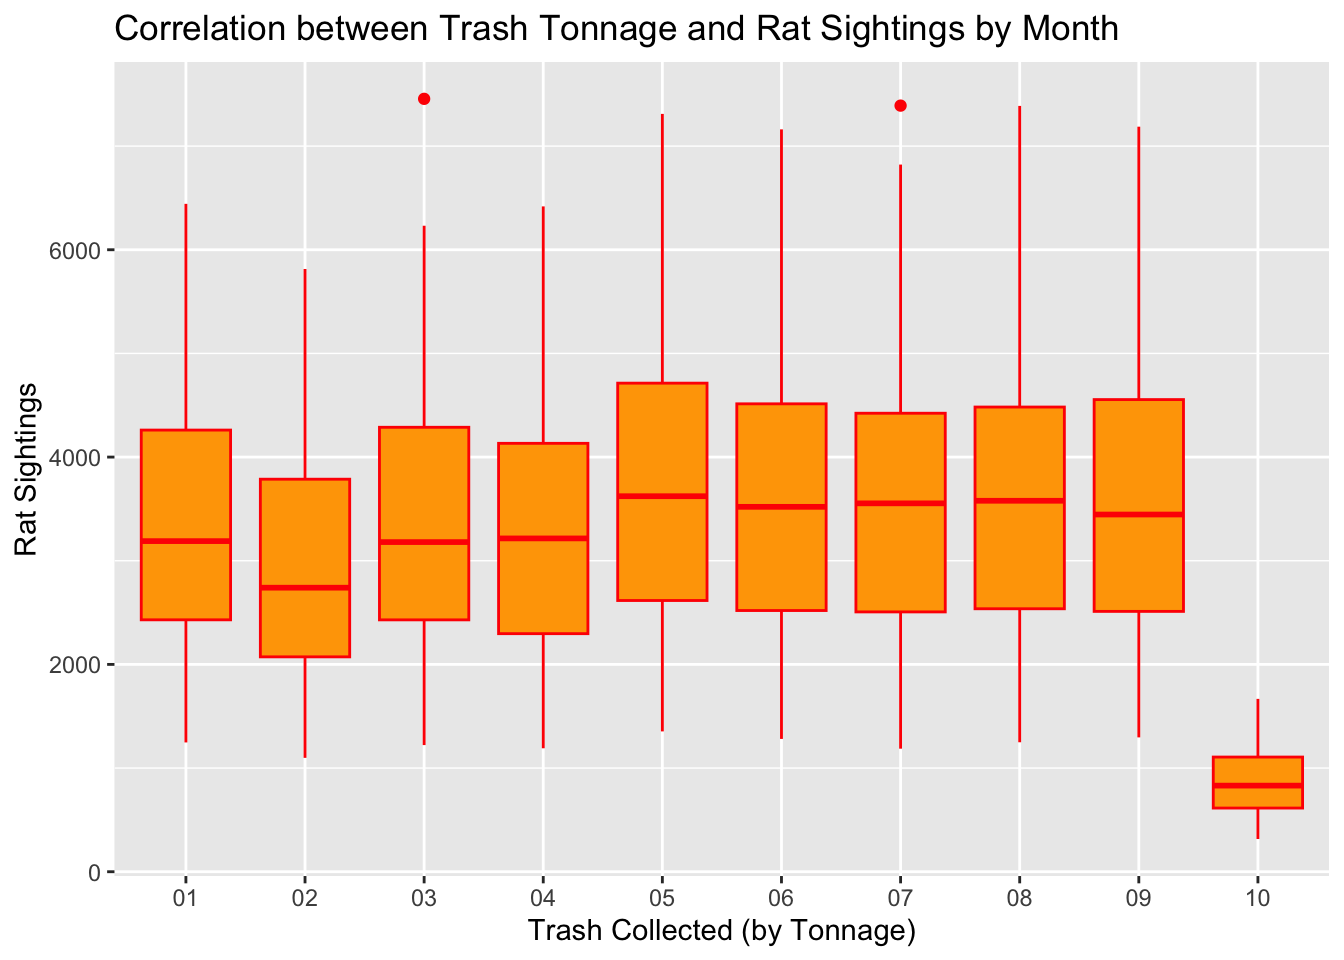 Correlation between Trash Tonnage and Rat Sightings by Month
Rat Sightings
6000
4000
2000
0
01 02 03 04 05 06 07 08 09 10
Trash Collected (by Tonnage)